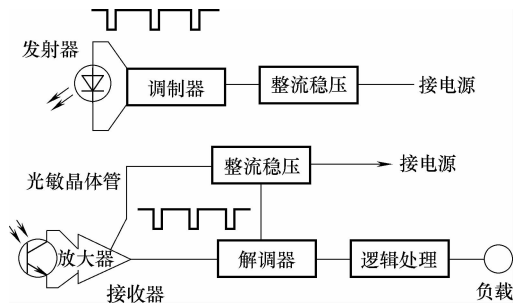 发射器
调制器
整流稳压
接电源
光敏晶体管
整流稳压
接电源
放大器
解调器
逻辑处理
接收器
负载